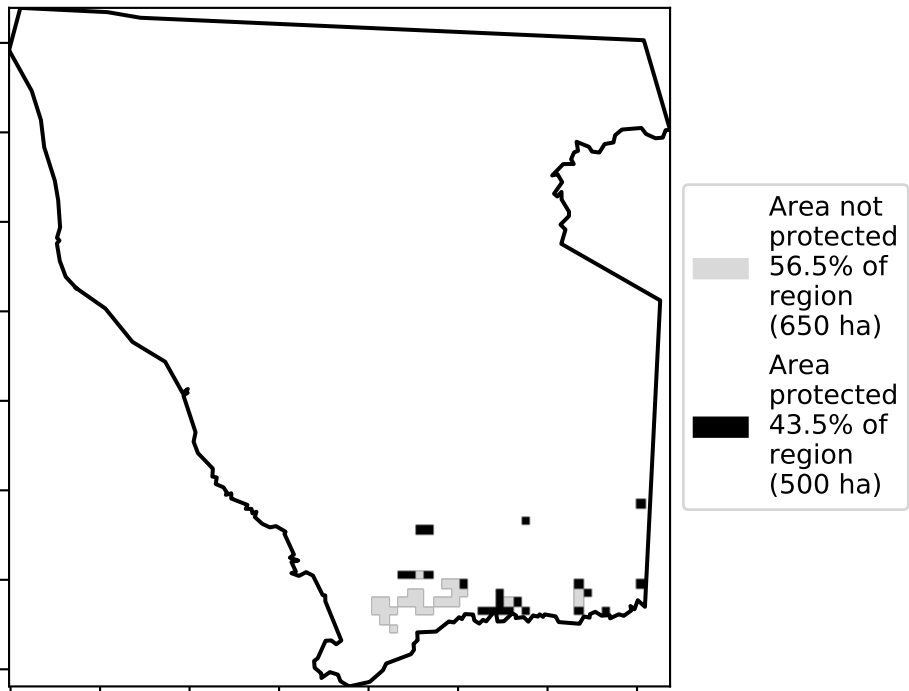 Area not
protected
56.5% of
region
(650 ha)
Area
protected
43.5% of
region
(500 ha)